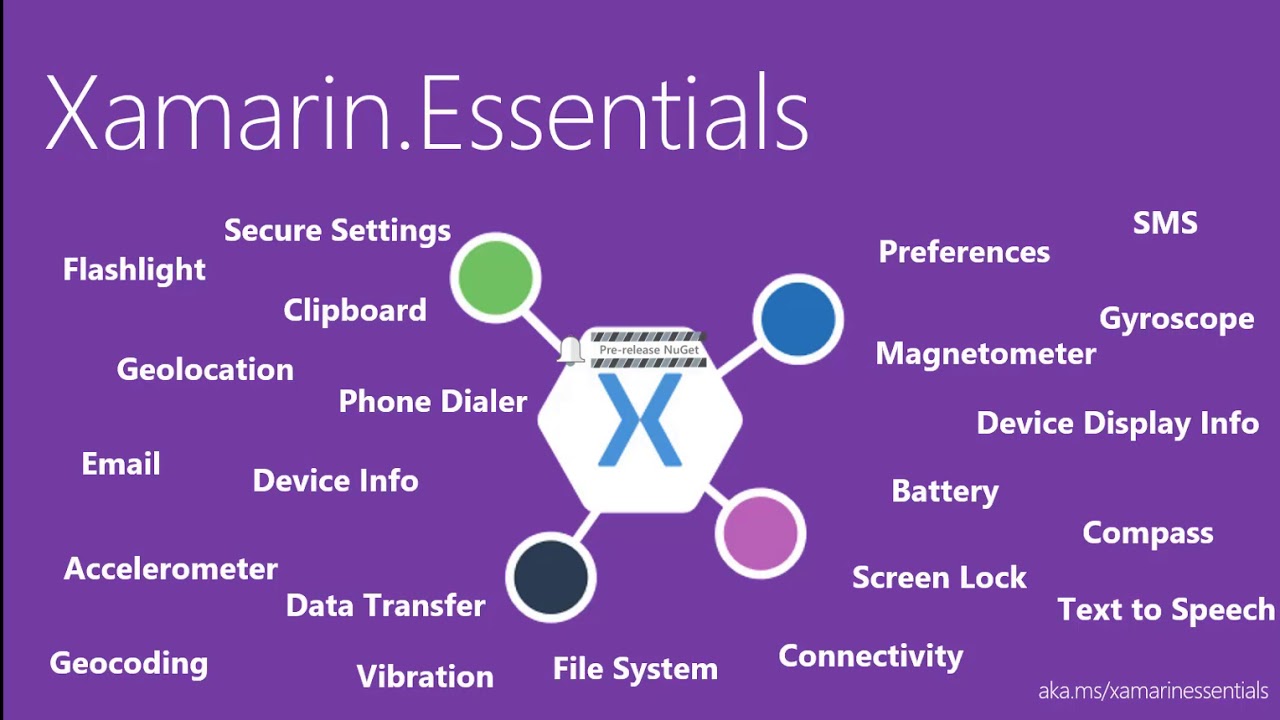 Xamarin.Essentials
Secure Settings
Flashlight
Clipboard
Geolocation
Phone Dialer
Email
Device Info
Accelerometer
Data Transfer
Geocoding
Vibration
File System
Pre-release NuGet
X
SMS
Preferences
Gyroscope
Magnetometer
Device Display Info
Battery
Compass
Screen Lock
Text to Speech
Connectivity
aka.ms/xamarinessentials